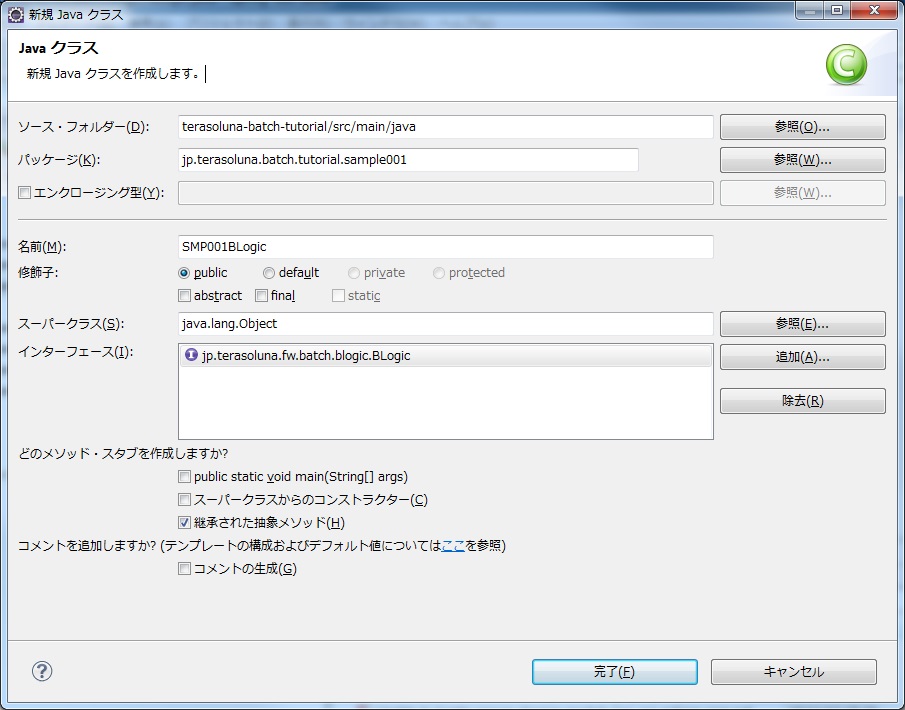 新規 Java クラス
Java クラス
新規 Java クラスを作成します。
ソース・フォルダー(D): terasoluna-batch-tutorial/src/main/java 参照(O)...
パッケージ(K): jp.terasoluna.batch.tutorial.sample001 参照(W)...
エンクロージング型(Y): 参照(W)...
名前(M): SMP001BLogic
修飾子: public default private protected
abstract final static
スーパークラス(S): java.lang.Object 参照(E)...
インターフェース(I): jp.terasoluna.fw.batch.blogic.BLogic 追加(A)...
除去(R)
どのメソッド・スタブを作成しますか?
public static void main(String[] args)
スーパークラスからのコンストラクター(C)
継承された抽象メソッド(H)
コメントを追加しますか? (テンプレートの構成およびデフォルト値についてはここを参照)
コメントの生成(G)
完了(F) キャンセル